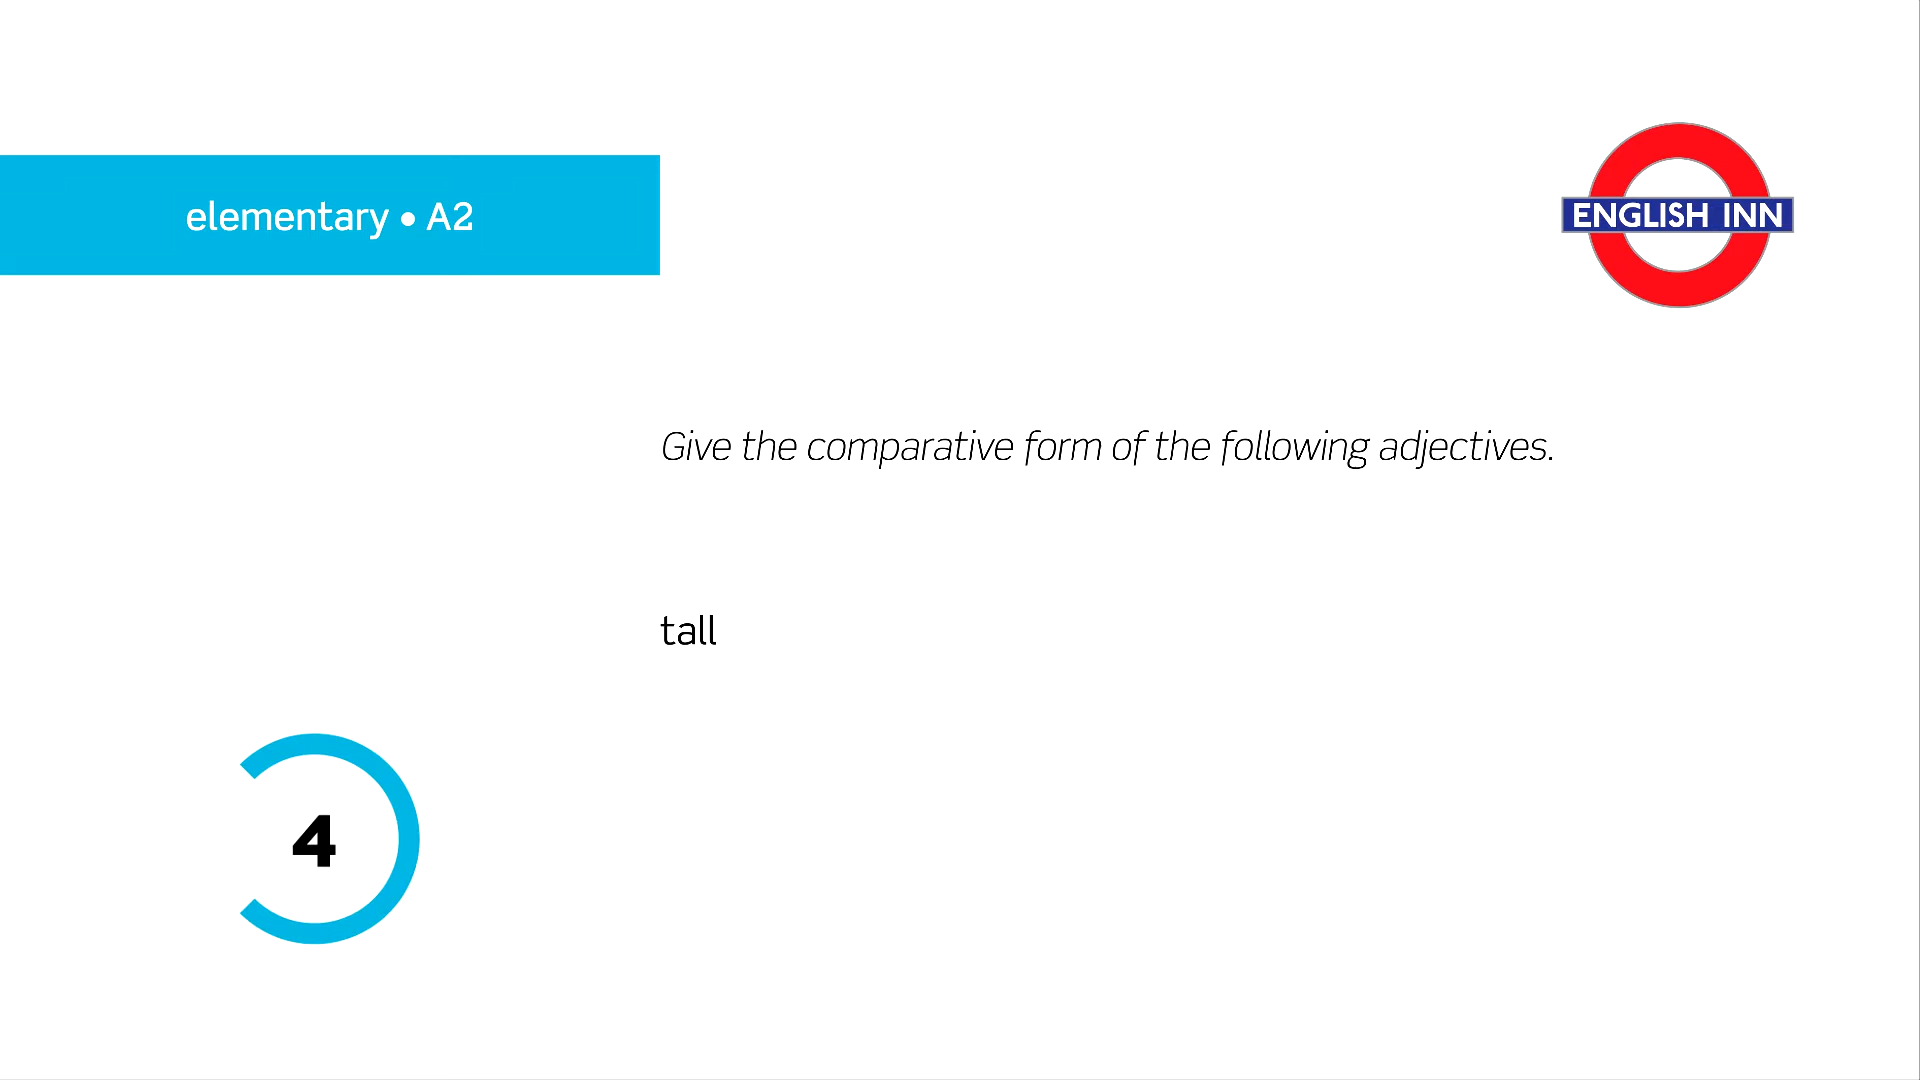 elementary • A2
ENGLISH INN
Give the comparative form of the following adjectives.
tall
4